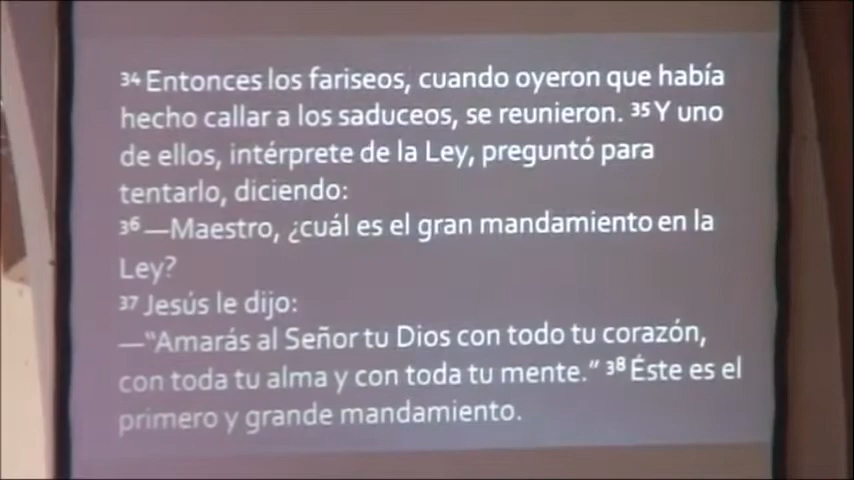 ³⁴ Entonces los fariseos, cuando oyeron que había
hecho callar a los saduceos, se reunieron. ³⁵ Y uno
de ellos, intérprete de la Ley, preguntó para
tentarlo, diciendo:
³⁶ —Maestro, ¿cuál es el gran mandamiento en la
Ley?
³⁷ Jesús le dijo:
—“Amarás al Señor tu Dios con todo tu corazón,
con toda tu alma y con toda tu mente.” ³⁸ Éste es el
primero y grande mandamiento.